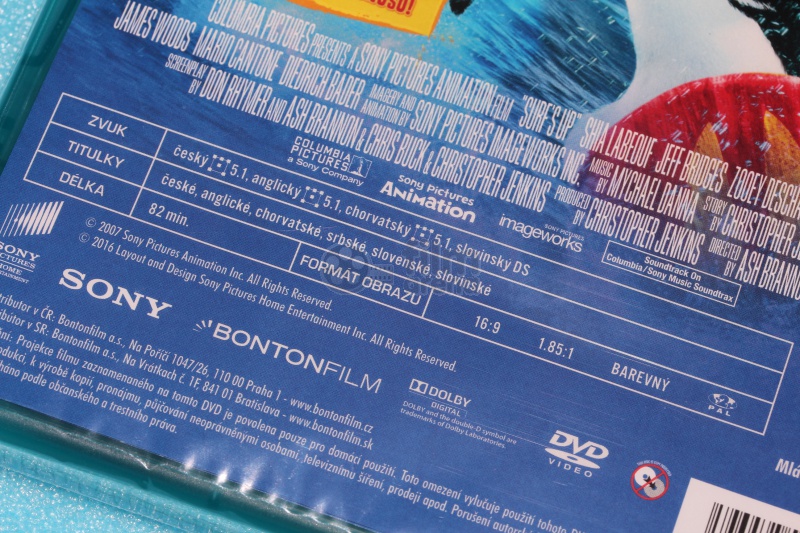 COLUMBIA PICTURES PRESENTS A SONY PICTURES ANIMATION FILM "SURF'S UP" SHIA LABEOUF JEFF BRIDGES ZOOEY
JAMES WOODS MARIO CANTONE DIETRICH BADER IMAGERY AND ANIMATION BY SONY PICTURES IMAGEWORKS INC. MUSIC BY MYCHAEL DANNA STORY BY CHRISTOPHER
SCREENPLAY BY DON RHYMER AND ASH BRANNON & CHRIS BUCK & CHRISTOPHER JENKINS PRODUCED BY CHRISTOPHER JENKINS DIRECTED BY ASH
COLUMBIA PICTURES
a Sony Company
Sony Pictures
Animation
SONY PICTURES
imageworks
Soundtrack On
Columbia/Sony Music Soundtrax
ZVUK český 5.1, anglický 5.1, chorvatský 5.1, slovinský DS
TITULKY české, anglické, chorvatské, srbské, slovenské, slovinské
DÉLKA 82 min. FORMÁT OBRAZU 16:9 1.85:1 BAREVNÝ PAL
SONY
PICTURES
HOME
ENTERTAINMENT
© 2007 Sony Pictures Animation Inc. All Rights Reserved.
© 2016 Layout and Design Sony Pictures Home Entertainment Inc. All Rights Reserved.
SONY
BONTONFILM
DOLBY
DIGITAL
DOLBY and the double-D symbol are
trademarks of Dolby Laboratories.
DVD
VIDEO
v ČR: Bontonfilm a.s., Na Poříčí 1047/26, 110 00 Praha 1 - www.bontonfilm.cz
v SR: Bontonfilm a.s., Na Vrátkach č. 1E 841 01 Bratislava - www.bontonfilm.sk
Projekce filmu zaznamenaného na tomto DVD je povolena pouze pro domácí použití. Toto omezení vylučuje použití tohoto
k výrobě kopií, pronájmu, půjčování neoprávněnými osobami, televiznímu šíření, prodeji apod. Porušení
podle občanského a trestního práva.